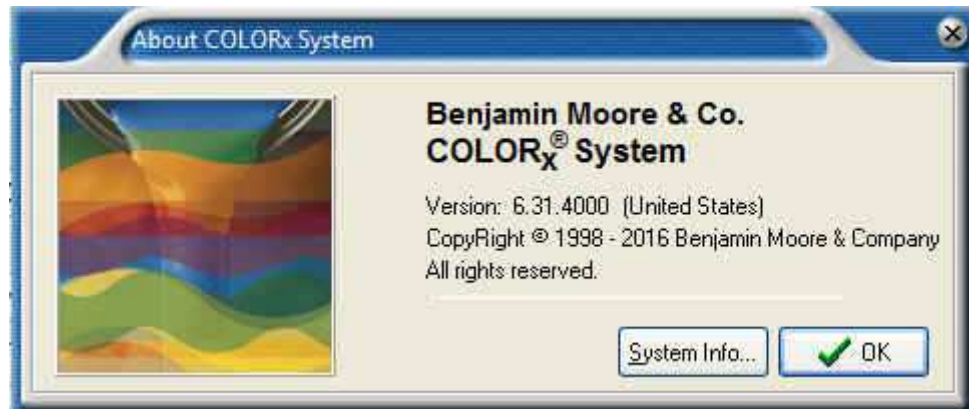 About COLORx System
Benjamin Moore & Co.
COLORx® System
Version: 6.31.4000 (United States)
CopyRight © 1998 - 2016 Benjamin Moore & Company
All rights reserved.
System Info... OK